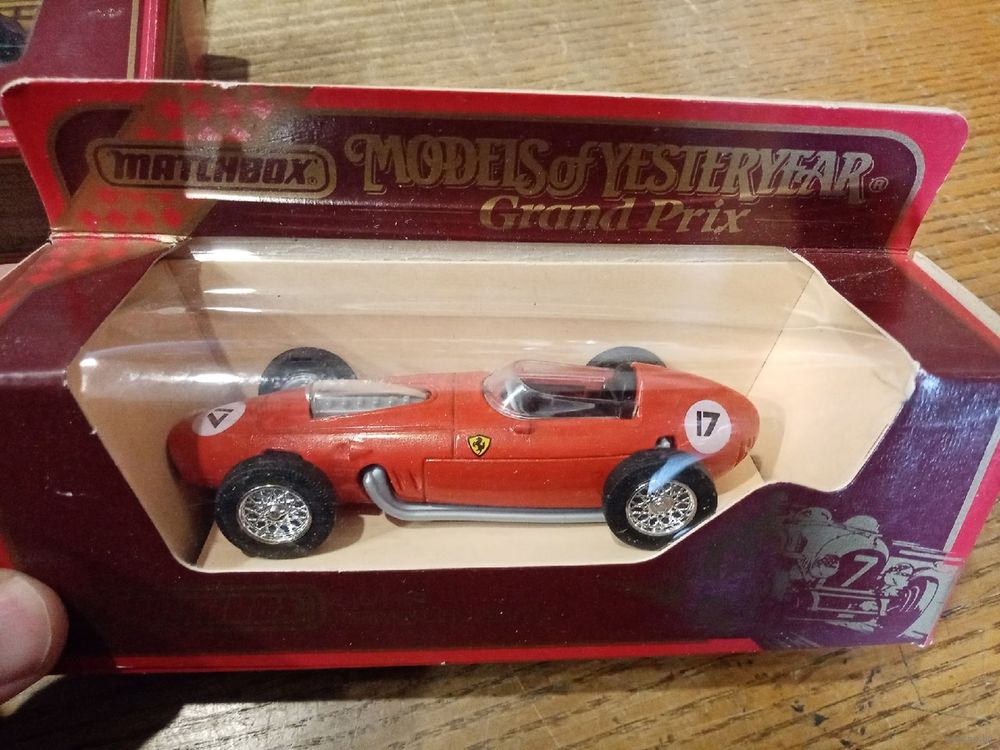 MATCHBOX® MODELS of YESTERYEAR®
Grand Prix
17
17
7